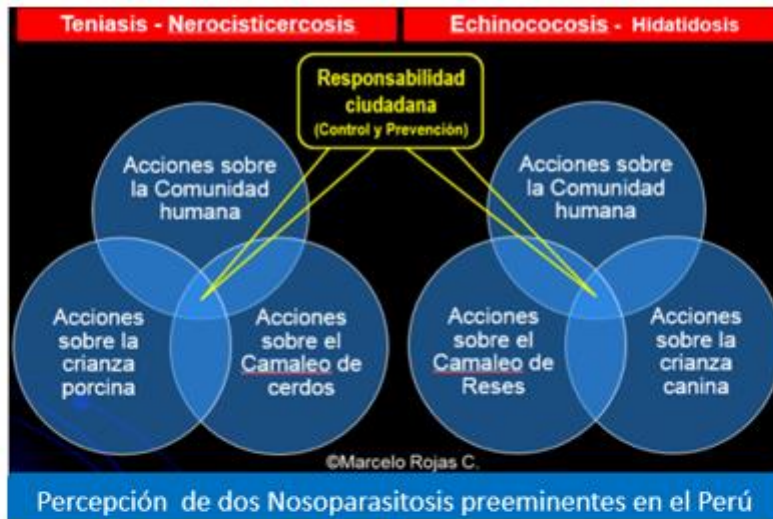 Teniasis - Nerocisticercosis
Echinococosis - Hidatidosis
Responsabilidad
ciudadana
(Control y Prevención)
Acciones sobre
la Comunidad
humana
Acciones
sobre la
crianza
porcina
Acciones
sobre el
Camaleo de
cerdos
Acciones sobre
la Comunidad
humana
Acciones
sobre el
Camaleo de
Reses
Acciones
sobre la
crianza
canina
©Marcelo Rojas C.
Percepción de dos Nosoparasitosis preeminentes en el Perú